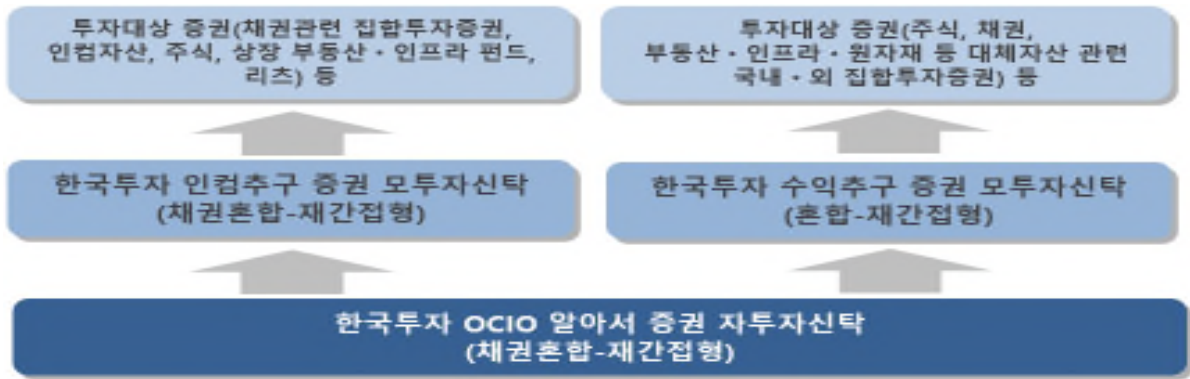 투자대상 증권(채권관련 집합투자증권,
인컴자산, 주식, 상장 부동산·인프라 펀드,
리츠) 등
투자대상 증권(주식, 채권,
부동산·인프라·원자재 등 대체자산 관련
국내·외 집합투자증권) 등
한국투자 인컴추구 증권 모투자신탁
(채권혼합-재간접형)
한국투자 수익추구 증권 모투자신탁
(혼합-재간접형)
한국투자 OCIO 알아서 증권 자투자신탁
(채권혼합-재간접형)